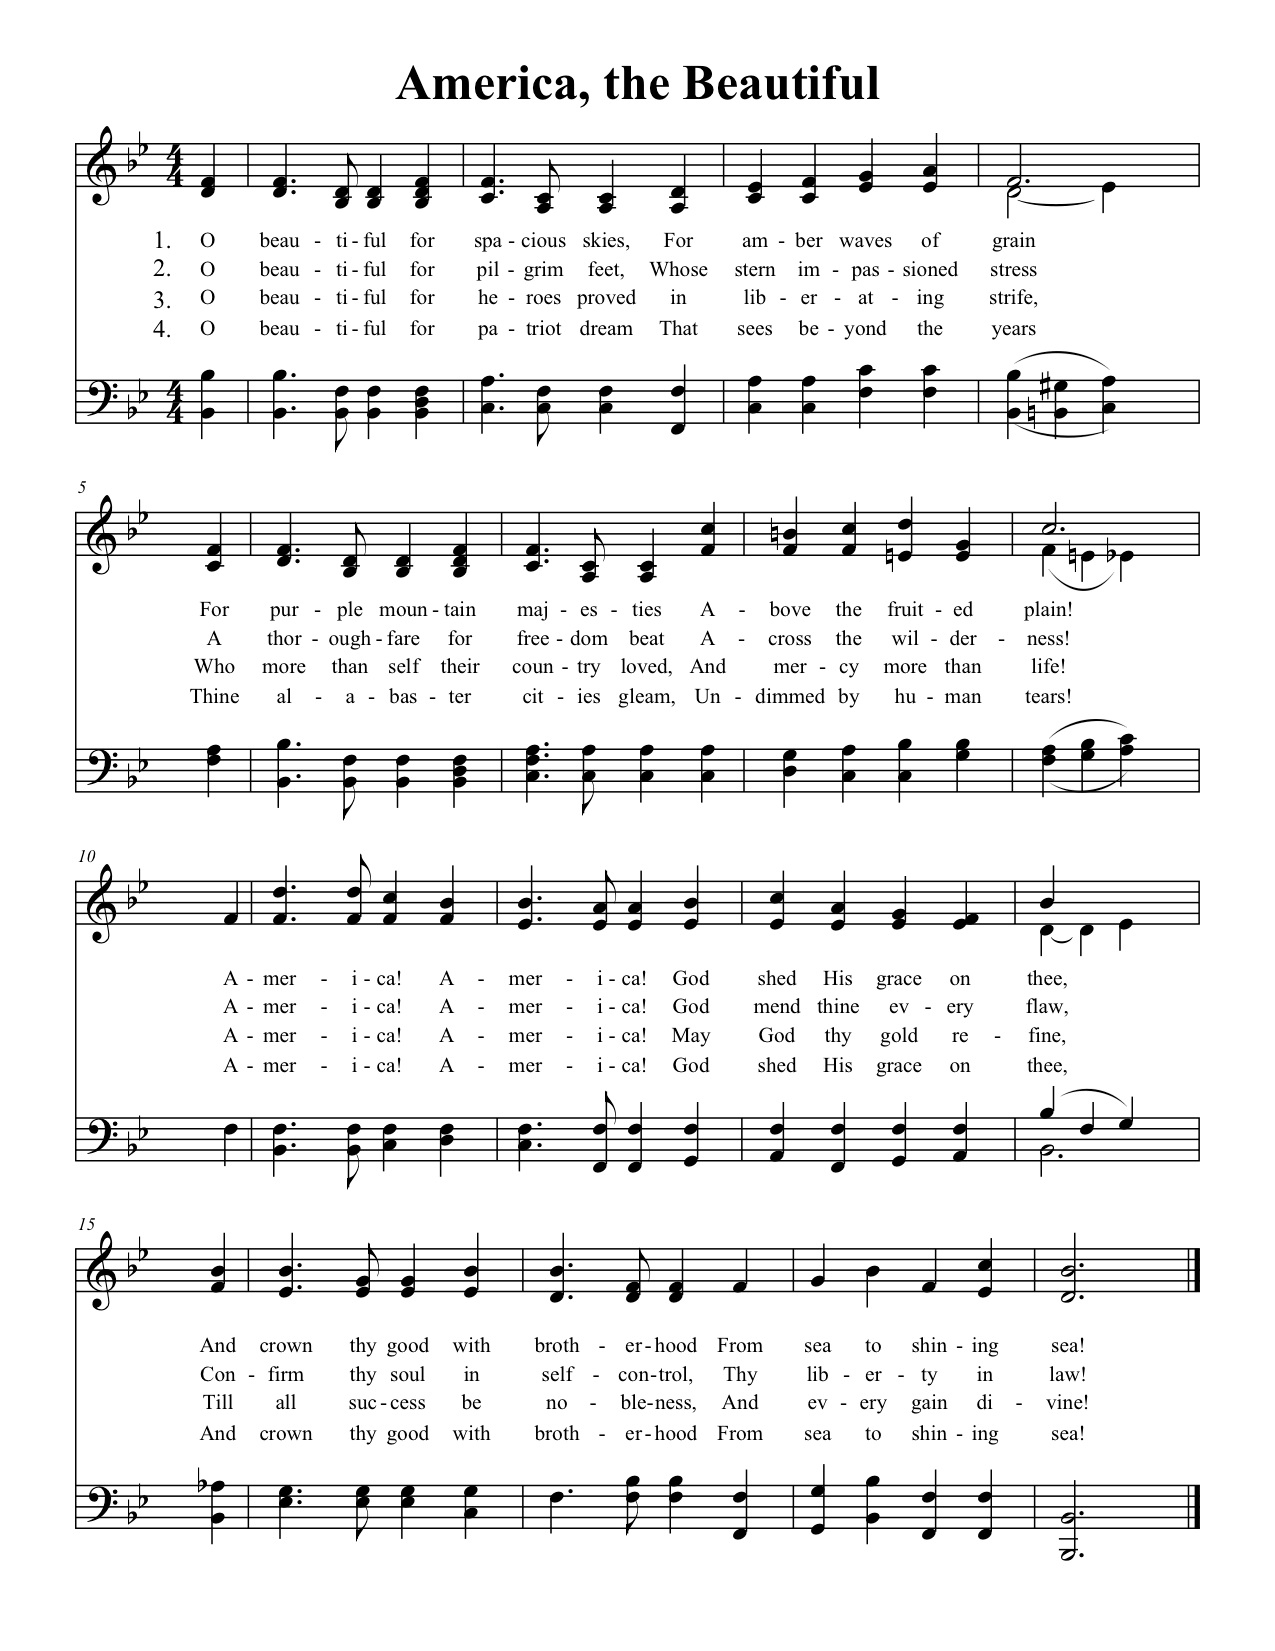 America, the Beautiful
4 4
1. O beau - ti - ful for spa - cious skies, For am - ber waves of grain
2. O beau - ti - ful for pil - grim feet, Whose stern im - pas - sioned stress
3. O beau - ti - ful for he - roes proved in lib - er - at - ing strife,
4. O beau - ti - ful for pa - triot dream That sees be - yond the years
4 4
5
For pur - ple moun - tain maj - es - ties A - bove the fruit - ed plain!
A thor - ough - fare for free - dom beat A - cross the wil - der - ness!
Who more than self their coun - try loved, And mer - cy more than life!
Thine al - a - bas - ter cit - ies gleam, Un - dimmed by hu - man tears!
10
A - mer - i - ca! A - mer - i - ca! God shed His grace on thee,
A - mer - i - ca! A - mer - i - ca! God mend thine ev - ery flaw,
A - mer - i - ca! A - mer - i - ca! May God thy gold re - fine,
A - mer - i - ca! A - mer - i - ca! God shed His grace on thee,
15
And crown thy good with broth - er - hood From sea to shin - ing sea!
Con - firm thy soul in self - con - trol, Thy lib - er - ty in law!
Till all suc - cess be no - ble - ness, And ev - ery gain di - vine!
And crown thy good with broth - er - hood From sea to shin - ing sea!